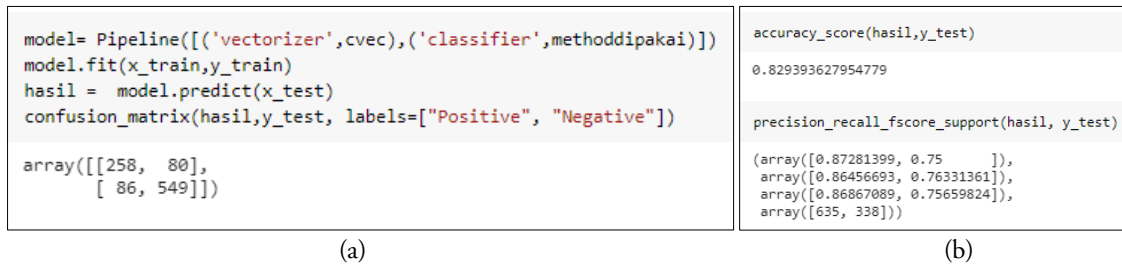 model= Pipeline([('vectorizer',cvec),('classifier',methoddipakai)])
model.fit(x_train,y_train)
hasil =  model.predict(x_test)
confusion_matrix(hasil,y_test, labels=["Positive", "Negative"])
array([[258,  80],
       [ 86, 549]])
(a)
accuracy_score(hasil,y_test)
0.829393627954779
precision_recall_fscore_support(hasil, y_test)
(array([0.87281399, 0.75      ]),
 array([0.86456693, 0.76331361]),
 array([0.86867089, 0.75659824]),
 array([635, 338]))
(b)